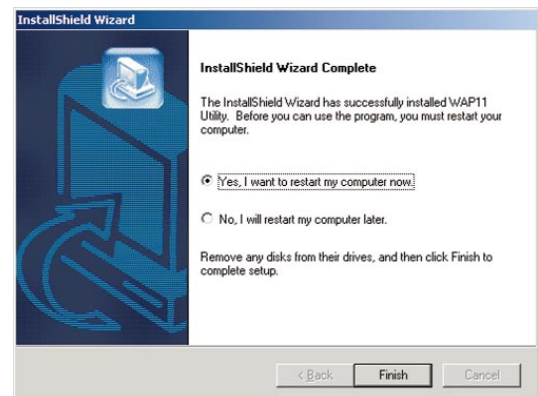 InstallShield Wizard
InstallShield Wizard Complete
The InstallShield Wizard has successfully installed WAP11
Utility. Before you can use the program, you must restart your
computer.
Yes, I want to restart my computer now.
No, I will restart my computer later.
Remove any disks from their drives, and then click Finish to
complete setup.
< Back
Finish
Cancel